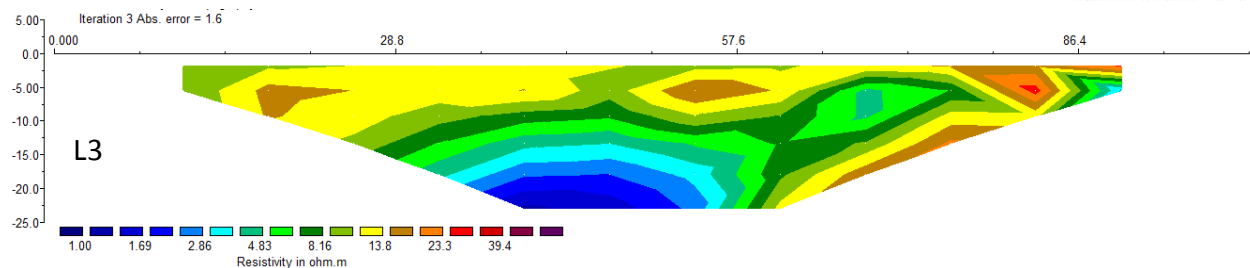 Iteration 3 Abs. error = 1.6
5.00
0.000 28.8 57.6 86.4
0.0
-5.00
-10.0
-15.0
L3
-20.0
-25.0
1.00 1.69 2.86 4.83 8.16 13.8 23.3 39.4
Resistivity in ohm.m